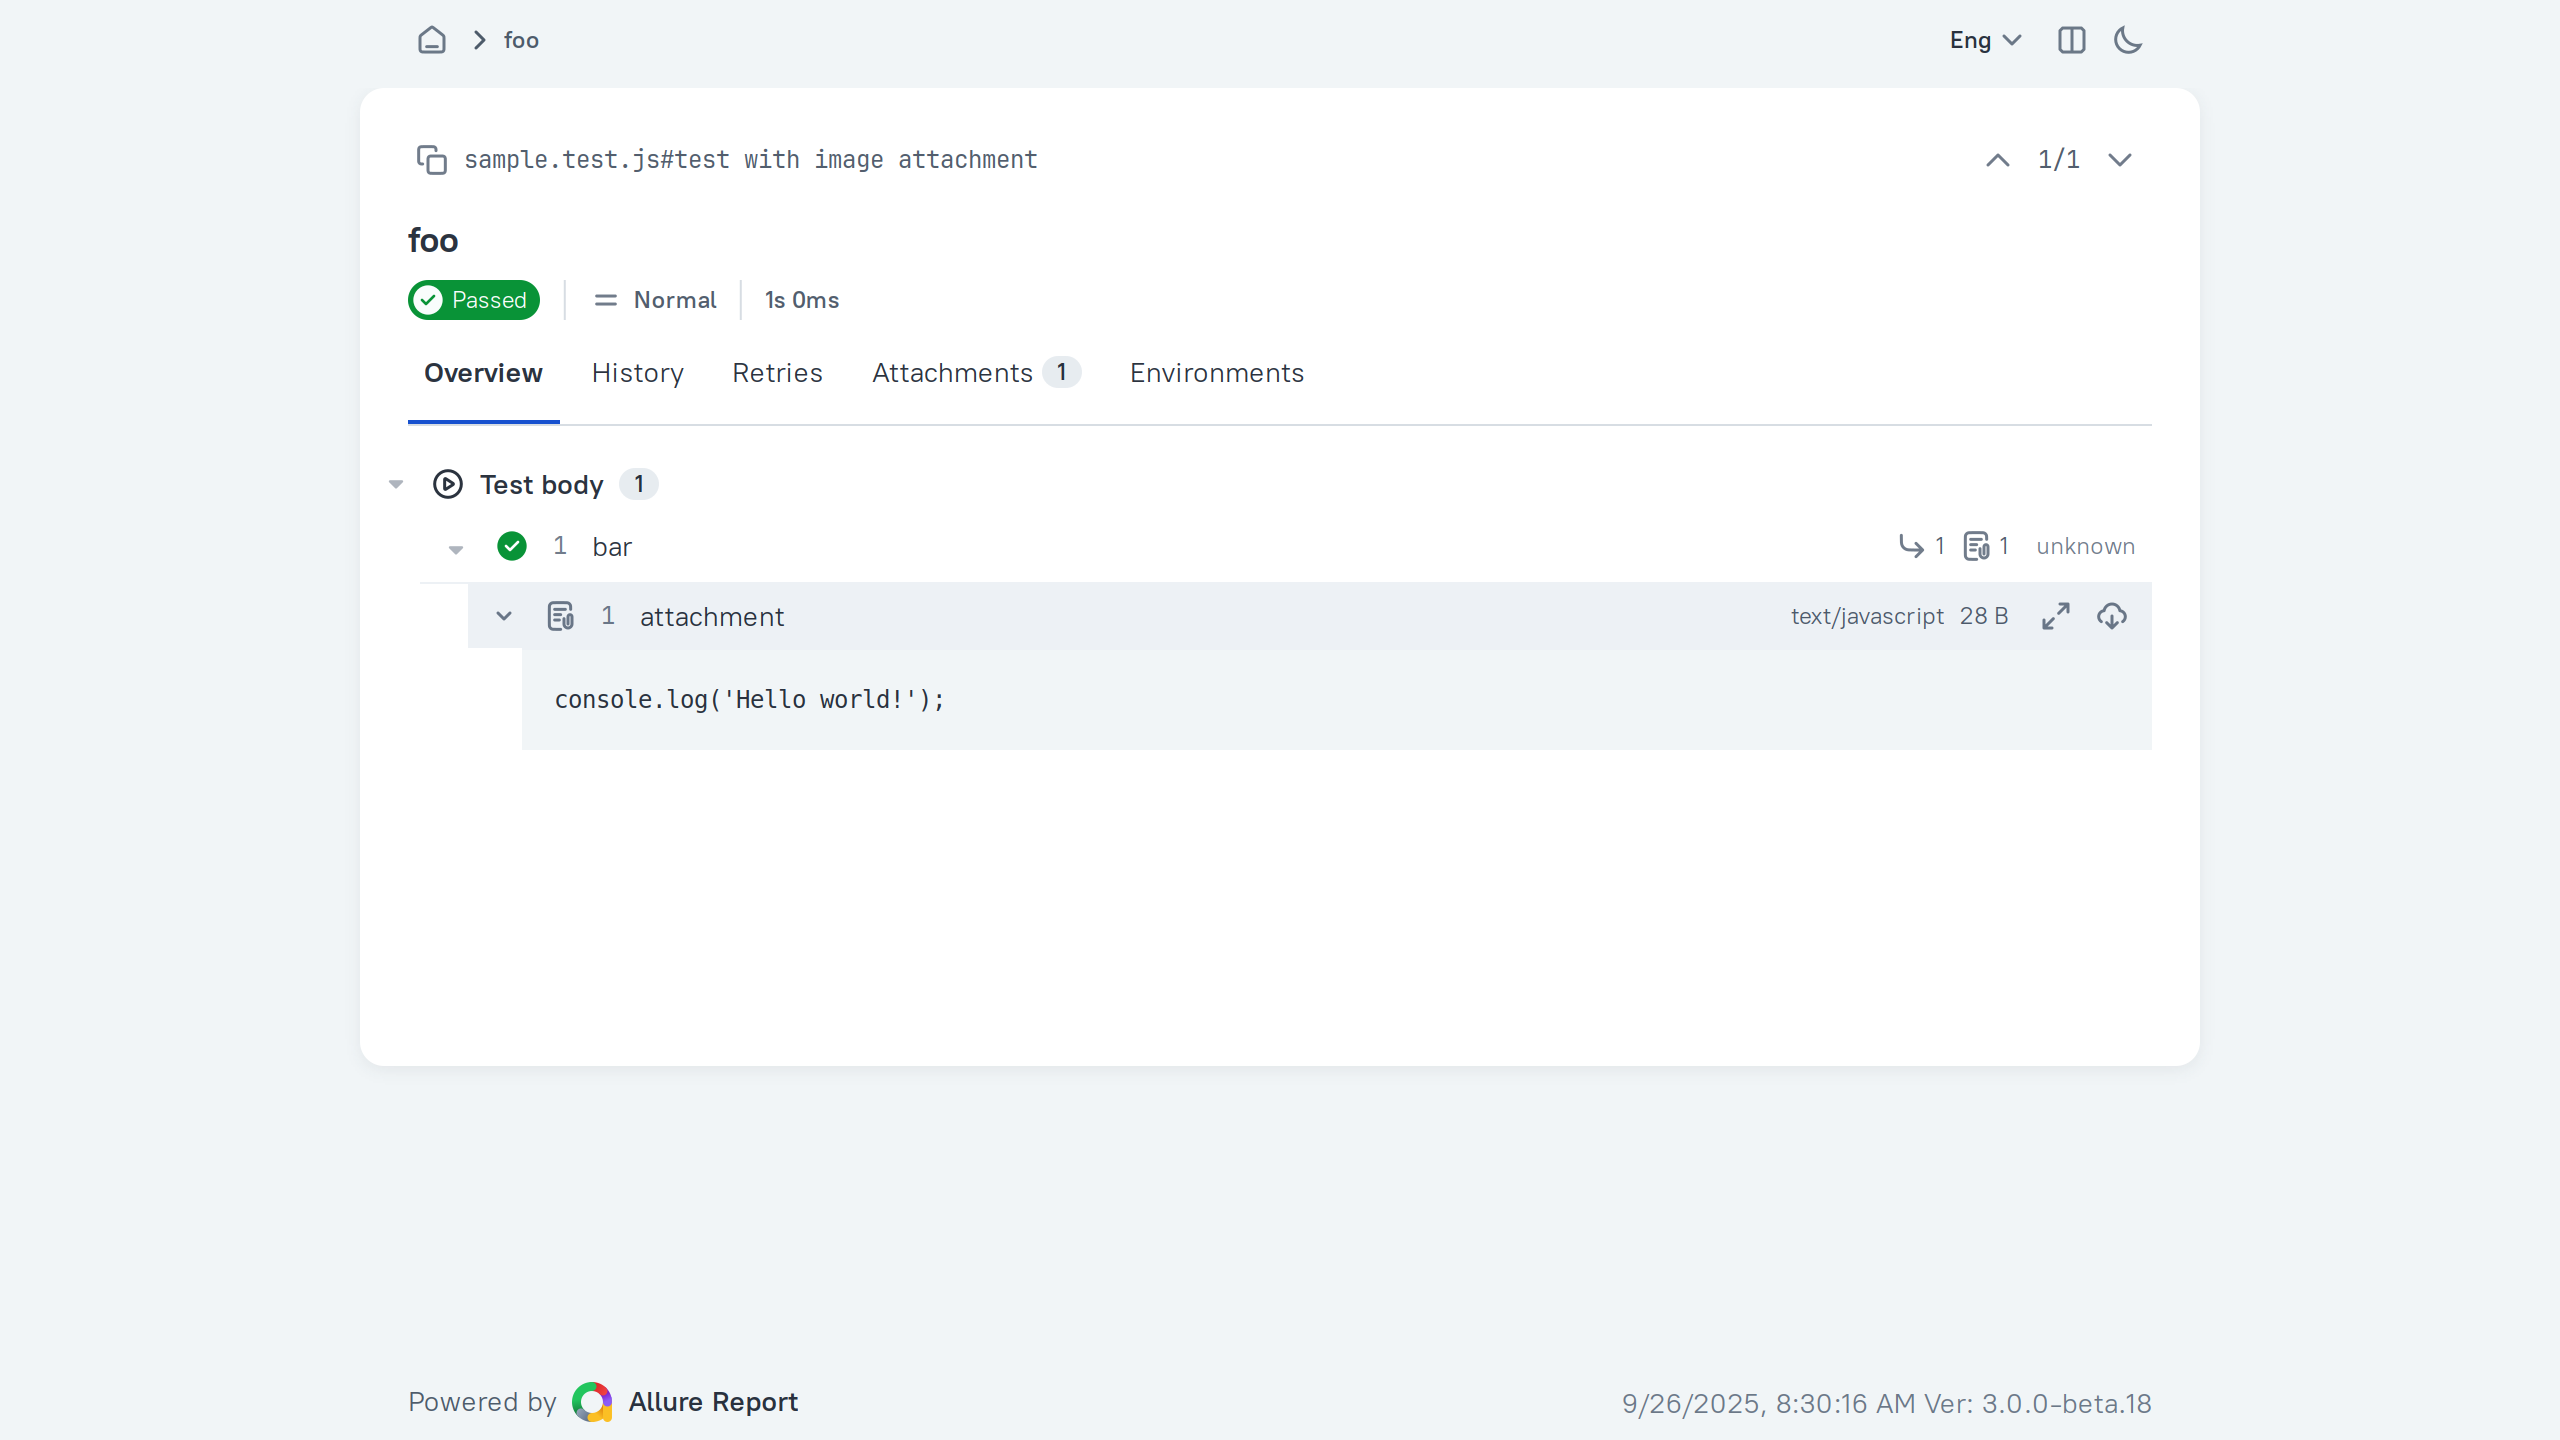 foo
Eng
sample.test.js#test with image attachment
1/1
foo
Passed
Normal
1s 0ms
Overview
History
Retries
Attachments 1
Environments
Test body 1
1 bar
1 1 unknown
1 attachment
text/javascript 28 B
console.log('Hello world!');
Powered by Allure Report
9/26/2025, 8:30:16 AM Ver: 3.0.0-beta.18